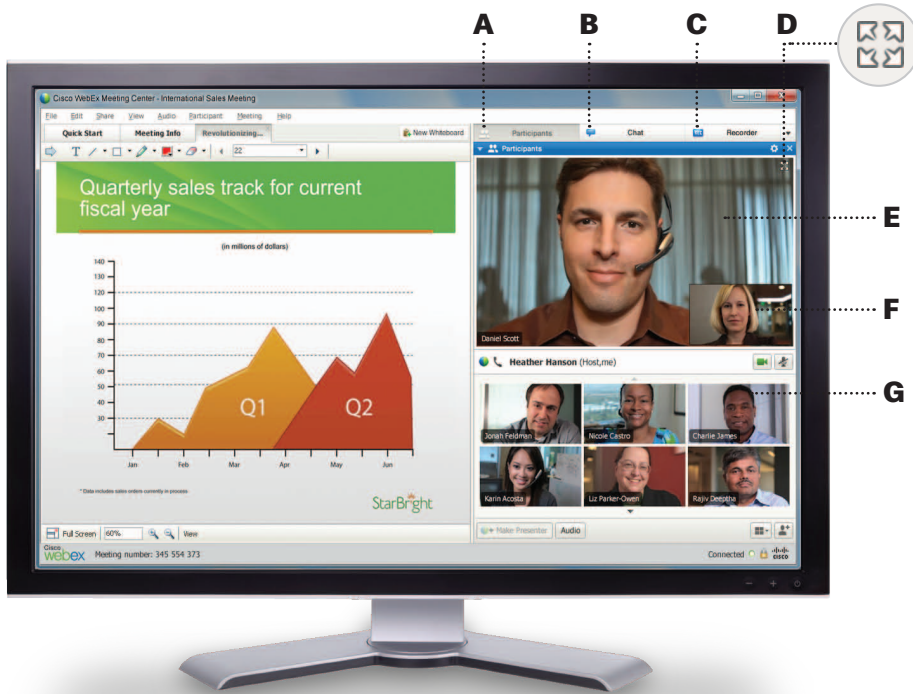 A B C D
Cisco WebEx Meeting Center - International Sales Meeting
File Edit Share View Audio Participant Meeting Help
Quick Start Meeting Info Revolutionizing... New Whiteboard
Participants Chat Recorder
T 22
Participants
Quarterly sales track for current
fiscal year
(in millions of dollars)
140
130
120
100
90
80
70
60
50
40
30
Q1 Q2
Jan Feb Mar Apr May Jun
* Data includes sales orders currently in process
StarBright
E
Daniel Scott
F
Heather Hanson (Host,me)
G
Jonah Feldman Nicole Castro Charlie James
Karin Acosta Liz Parker-Owen Rajiv Deeptha
Make Presenter Audio
Full Screen 60% View
Cisco webex Meeting number: 345 554 373
Connected cisco